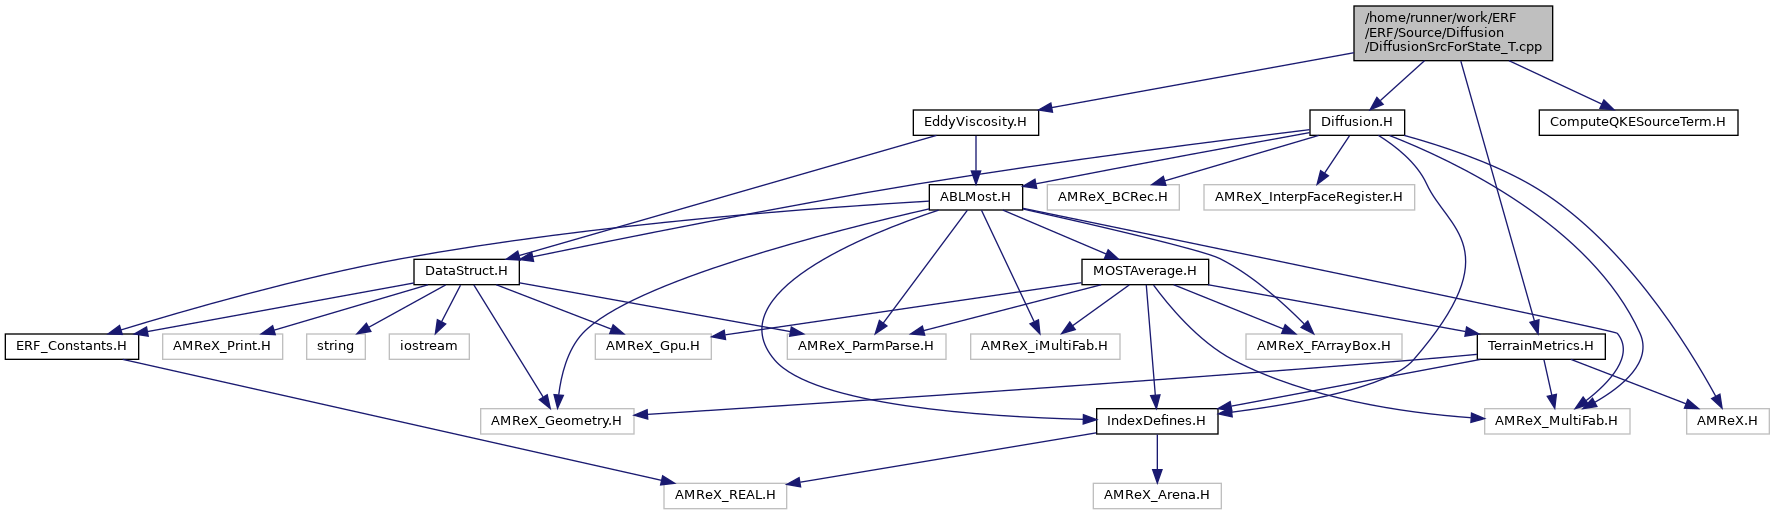 /home/runner/work/ERF
/ERF/Source/Diffusion
/DiffusionSrcForState_T.cpp
EddyViscosity.H
Diffusion.H
ComputeQKESourceTerm.H
ABLMost.H
AMReX_BCRec.H
AMReX_InterpFaceRegister.H
DataStruct.H
MOSTAverage.H
ERF_Constants.H
AMReX_Print.H
string
iostream
AMReX_Gpu.H
AMReX_ParmParse.H
AMReX_iMultiFab.H
AMReX_FArrayBox.H
TerrainMetrics.H
AMReX_Geometry.H
IndexDefines.H
AMReX_MultiFab.H
AMReX.H
AMReX_REAL.H
AMReX_Arena.H